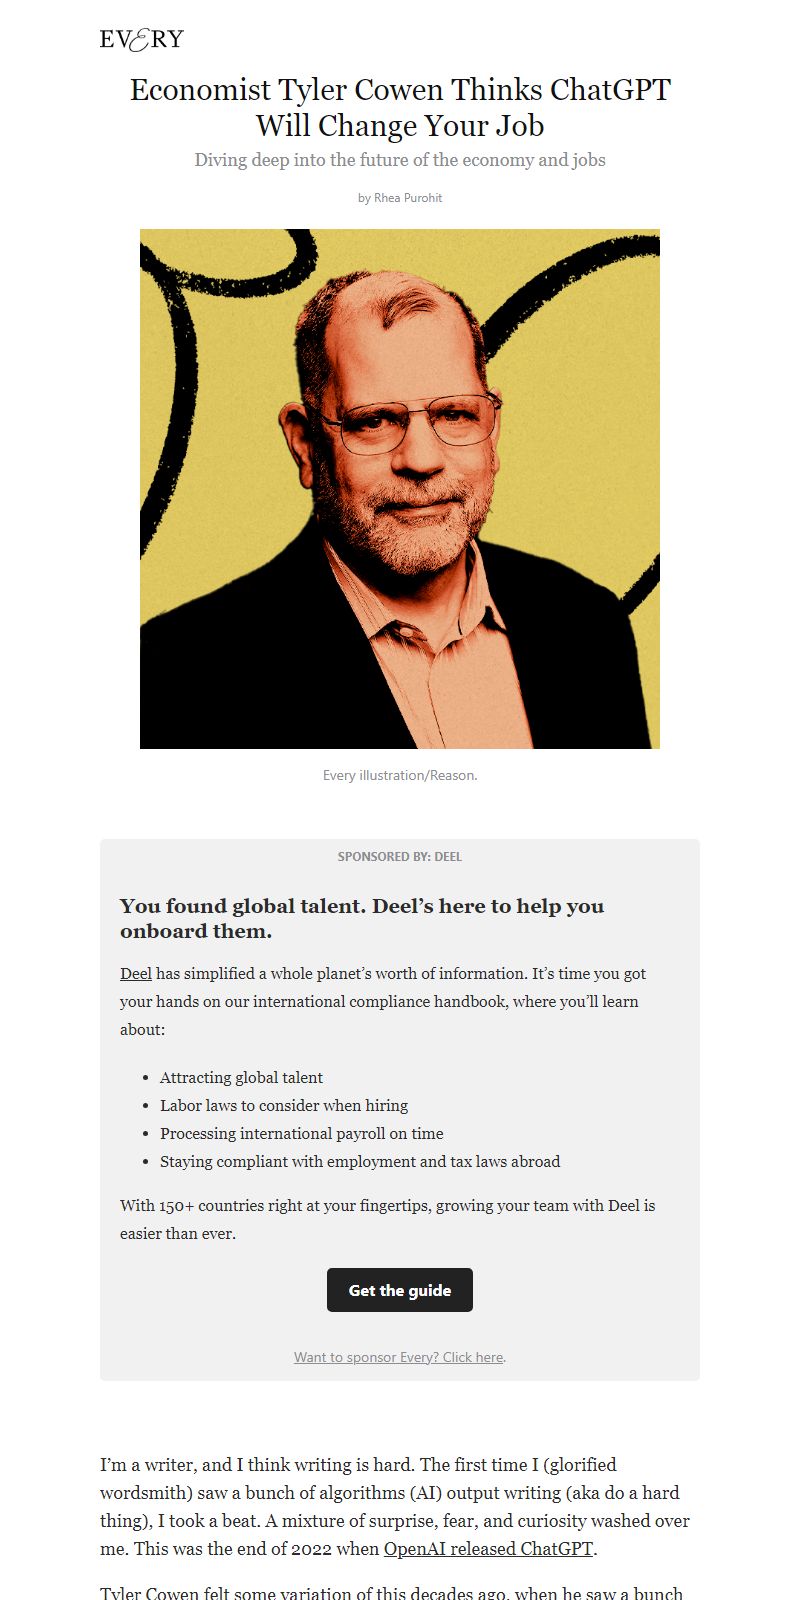 EVERY
Economist Tyler Cowen Thinks ChatGPT
Will Change Your Job
Diving deep into the future of the economy and jobs
by Rhea Purohit
Every illustration/Reason.
SPONSORED BY: DEEL
You found global talent. Deel’s here to help you
onboard them.
Deel has simplified a whole planet’s worth of information. It’s time you got
your hands on our international compliance handbook, where you’ll learn
about:
• Attracting global talent
• Labor laws to consider when hiring
• Processing international payroll on time
• Staying compliant with employment and tax laws abroad
With 150+ countries right at your fingertips, growing your team with Deel is
easier than ever.
Get the guide
Want to sponsor Every? Click here.
I’m a writer, and I think writing is hard. The first time I (glorified
wordsmith) saw a bunch of algorithms (AI) output writing (aka do a hard
thing), I took a beat. A mixture of surprise, fear, and curiosity washed over
me. This was the end of 2022 when OpenAI released ChatGPT.
Tyler Cowen felt some variation of this decades ago, when he saw a bunch